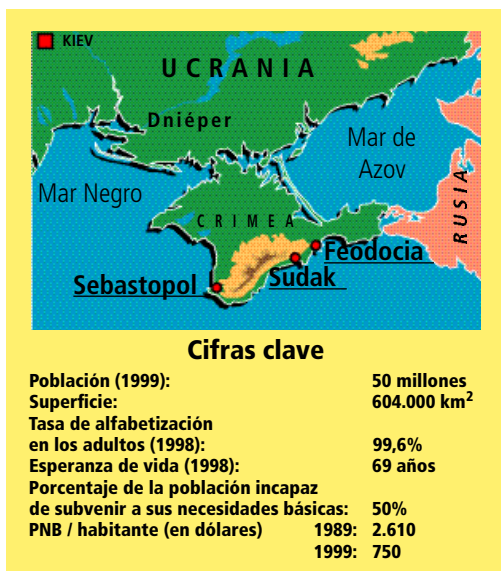 KIEV
UCRANIA
Dniéper
Mar de
Azov
Mar Negro
RUSIA
CRIMEA
Feodocia
Sudak
Sebastopol
Cifras clave
Población (1999): 50 millones
Superficie: 604.000 km²
Tasa de alfabetización
en los adultos (1998): 99,6%
Esperanza de vida (1998): 69 años
Porcentaje de la población incapaz
de subvenir a sus necesidades básicas: 50%
PNB / habitante (en dólares) 1989: 2.610
1999: 750